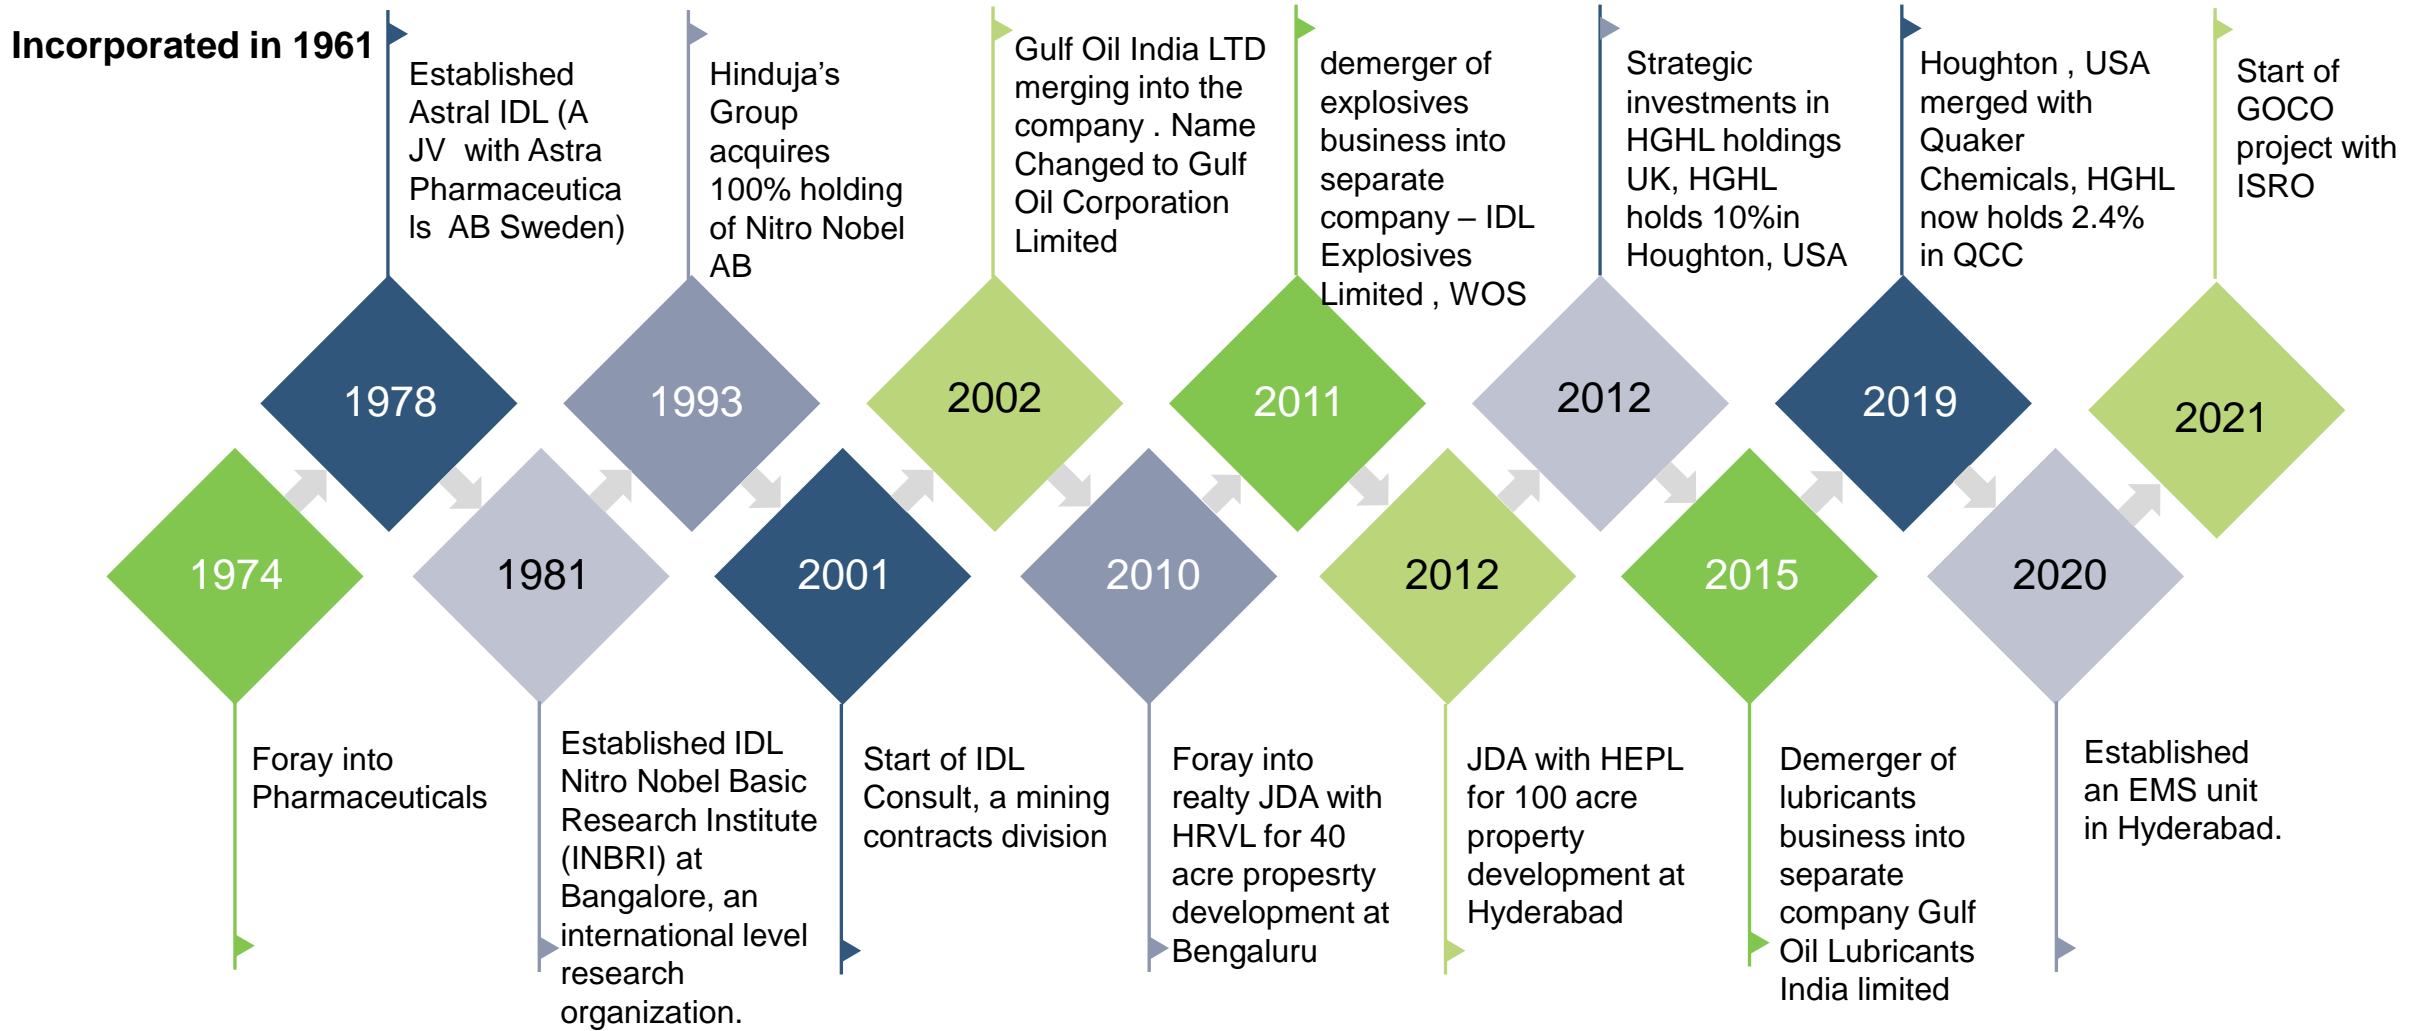 Incorporated in 1961
Established
Astral IDL (A
JV  with Astra
Pharmaceutica
ls  AB Sweden)
Hinduja’s
Group
acquires
100% holding
of Nitro Nobel
AB
Gulf Oil India LTD
merging into the
company . Name
Changed to Gulf
Oil Corporation
Limited
demerger of
explosives
business into
separate
company – IDL
Explosives
Limited , WOS
Strategic
investments in
HGHL holdings
UK, HGHL
holds 10%in
Houghton, USA
Houghton , USA
merged with
Quaker
Chemicals, HGHL
now holds 2.4%
in QCC
Start of
GOCO
project with
ISRO
1978
1993
2002
2011
2012
2019
2021
1974
1981
2001
2010
2012
2015
2020
Foray into
Pharmaceuticals
Established IDL
Nitro Nobel Basic
Research Institute
(INBRI) at
Bangalore, an
international level
research
organization.
Start of IDL
Consult, a mining
contracts division
Foray into
realty JDA with
HRVL for 40
acre propesrty
development at
Bengaluru
JDA with HEPL
for 100 acre
property
development at
Hyderabad
Demerger of
lubricants
business into
separate
company Gulf
Oil Lubricants
India limited
Established
an EMS unit
in Hyderabad.